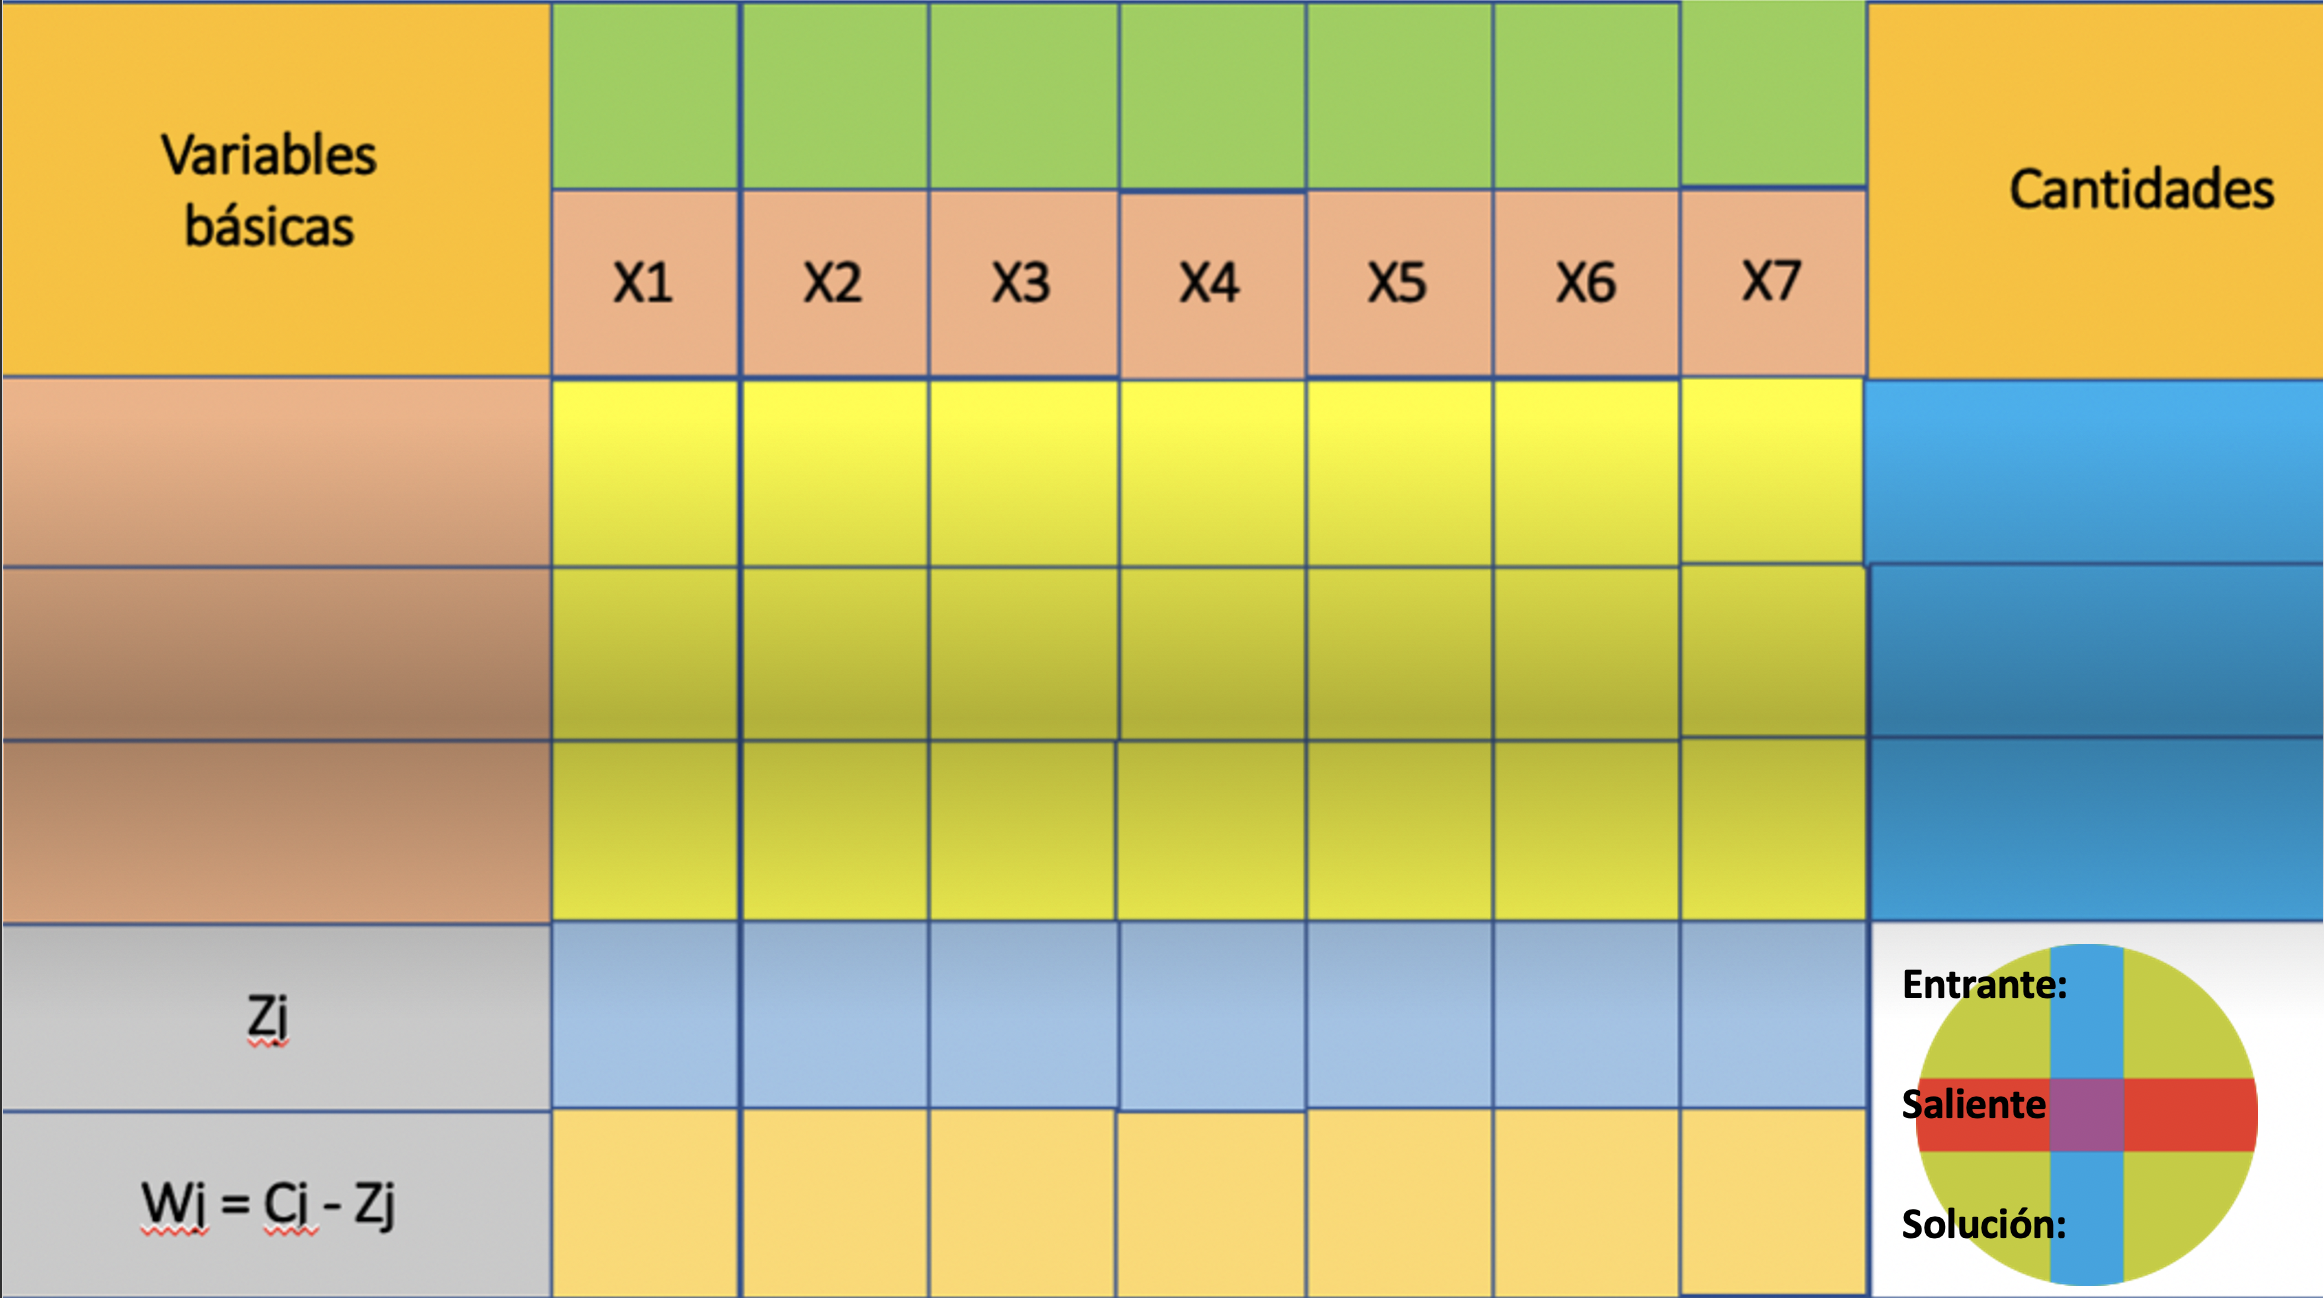 Variables
básicas
X1
X2
X3
X4
X5
X6
X7
Cantidades
Zj
Entrante:
Saliente
Wj = Cj - Zj
Solución: